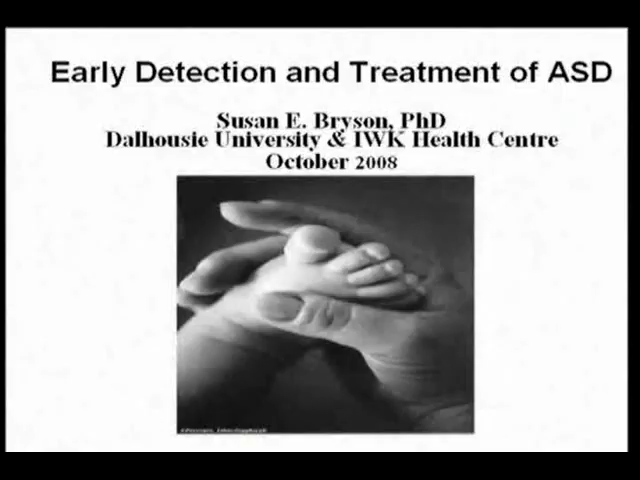 Early Detection and Treatment of ASD
Susan E. Bryson, PhD
Dalhousie University & IWK Health Centre
October 2008